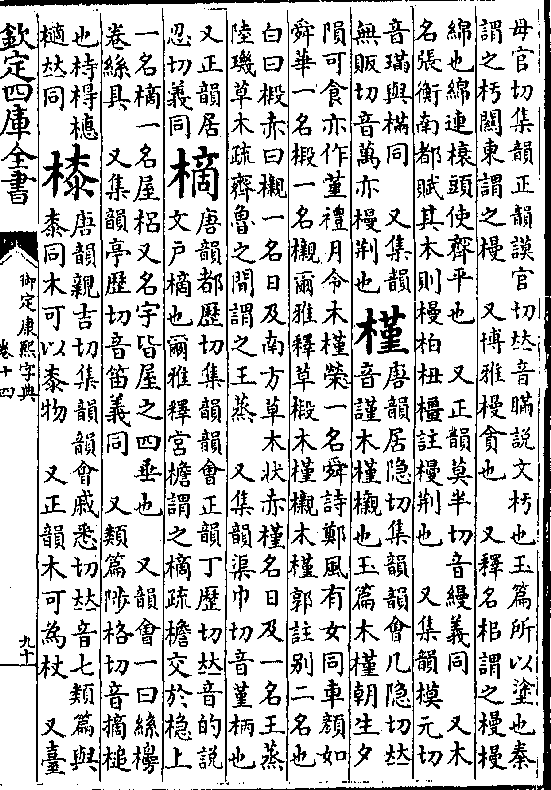 母官切集韻正韻謨官切𠀤音瞞說文杇也玉篇所以塗也秦
謂之杇關東謂之槾　又博雅槾貪也　又釋名梠謂之槾槾
綿也綿連榱頭使齊平也　又正韻莫半切音縵義同　又木
名張衡南都賦其木則槾柏杻橿註槾荆也　又集韻模元切
音璊與樠同　又集韻
無販切音萬亦槾荆也
槿
唐韻居隐切集韻韻會几隐切𠀤
音謹木槿櫬也玉篇木槿朝生夕
隕可食亦作蓳禮月令木槿榮一名舜詩鄭風有女同車顔如
舜華一名椴一名櫬爾雅釋草椴木槿櫬木槿郭註别二名也
白曰椴赤曰櫬一名日及南方草木狀赤槿名日及一名王蒸
陸璣草木疏齊魯之間謂之王蒸　又集韻渠巾切音蓳柄也
又正韻居
忍切義同
樀
唐韻都歷切集韻韻會正韻丁歷切𠀤音的說
文戸樀也爾雅釋宫檐謂之樀疏檐交於穏上
一名樀一名屋梠又名宇皆屋之四垂也　又韻會一曰絲㮄
卷絲具　又集韻亭歷切音笛義同　又類篇陟格切音摘槌
也㭙㯖櫶
樀𠀤同
㯃
唐韻親吉切集韻韻會戚悉切𠀤音七類篇與
桼同木可以桼物　又正韻木可為杖　又臺
欽定四庫全書
御定康熙字典
卷十四
九十